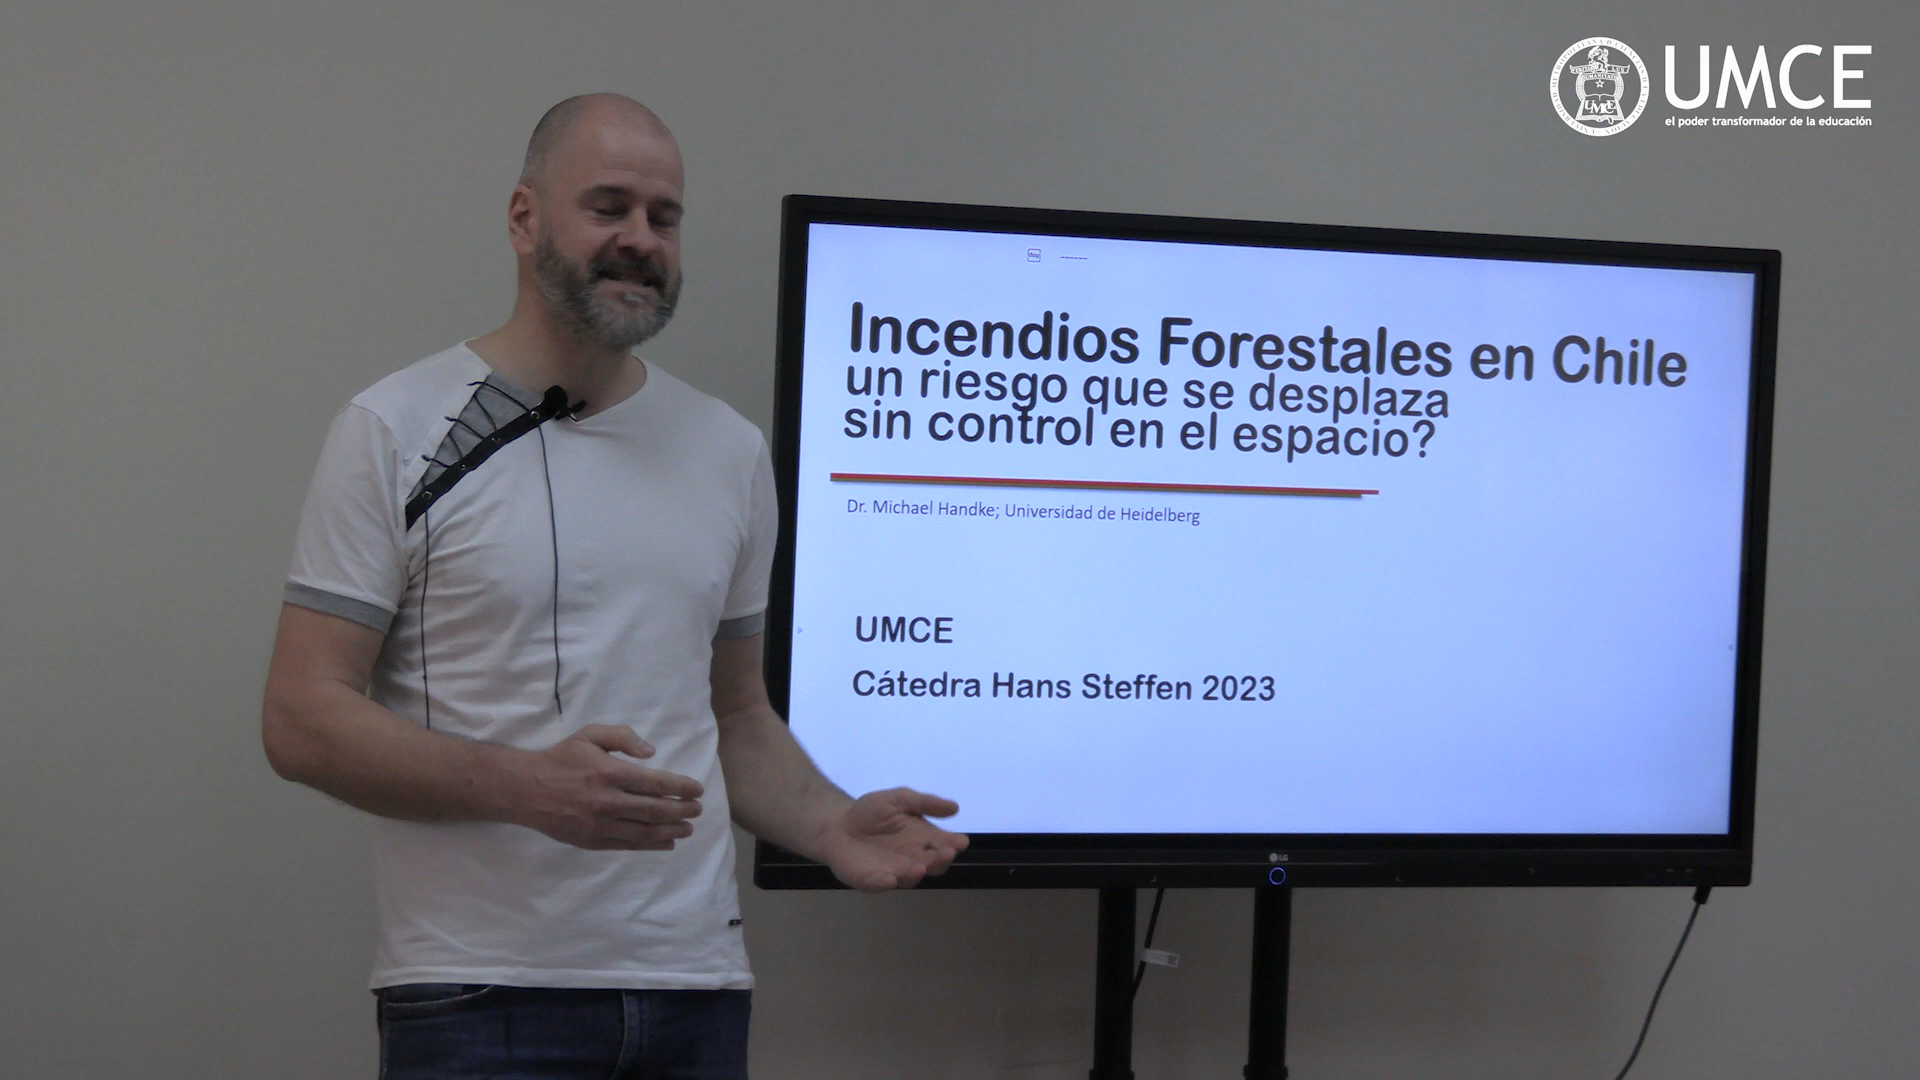 UMCE
el poder transformador de la educación
Incendios Forestales en Chile
un riesgo que se desplaza
sin control en el espacio?
Dr. Michael Handke; Universidad de Heidelberg
UMCE
Cátedra Hans Steffen 2023
LG